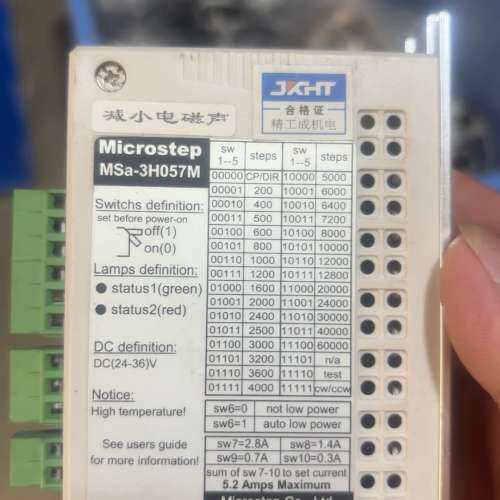 JKHT
合格证
精工成机电
减小电磁声
Microstep
MSa-3H057M
Switchs definition:
set before power-on
off(1)
on(0)
Lamps definition:
status1(green)
status2(red)
DC definition:
DC(24-36)V
Notice:
High temperature!
See users guide
for more information!
sw 1--5 steps sw 1--5 steps
00000 CP/DIR 10000 5000
00001 200 10001 6000
00010 400 10010 6400
00011 500 10011 7200
00100 600 10100 8000
00101 800 10101 10000
00110 1000 10110 12000
00111 1200 10111 12800
01000 1600 11000 20000
01001 2000 11001 24000
01010 2400 11010 30000
01011 2500 11011 40000
01100 3000 11100 60000
01101 3200 11101 n/a
01110 3600 11110 test
01111 4000 11111 cw/ccw
sw6=0 not low power
sw6=1 auto low power
sw7=2.8A sw8=1.4A
sw9=0.7A sw10=0.3A
sum of sw7-10 to set current
5.2 Amps Maximum
Microstep Co., Ltd.